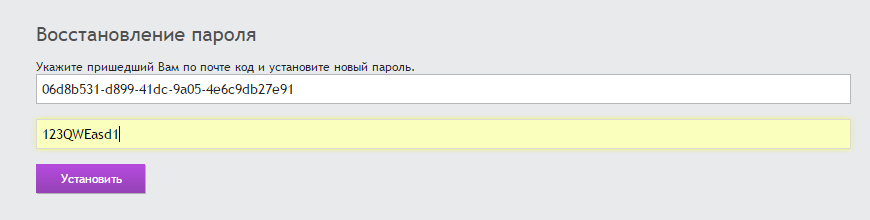 Восстановление пароля
Укажите пришедший Вам по почте код и установите новый пароль.
06d8b531-d899-41dc-9a05-4e6c9db27e91
123QWEasd1
Установить